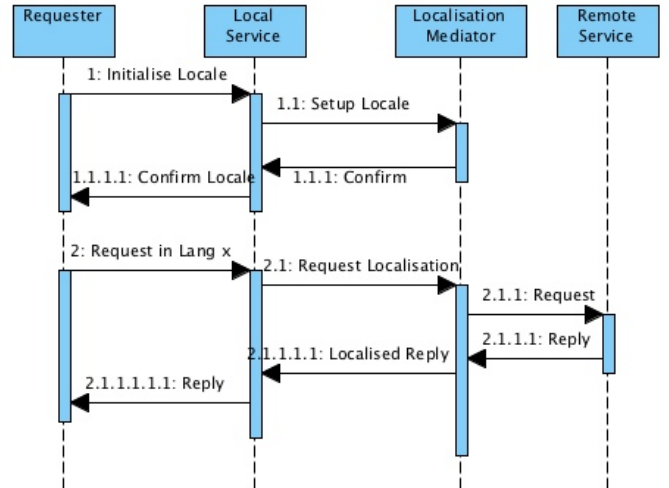 Requester
Local
Service
Localisation
Mediator
Remote
Service
1: Initialise Locale
1.1: Setup Locale
1.1.1: Confirm
1.1.1.1: Confirm Locale
2: Request in Lang x
2.1: Request Localisation
2.1.1: Request
2.1.1.1: Reply
2.1.1.1.1: Localised Reply
2.1.1.1.1.1: Reply